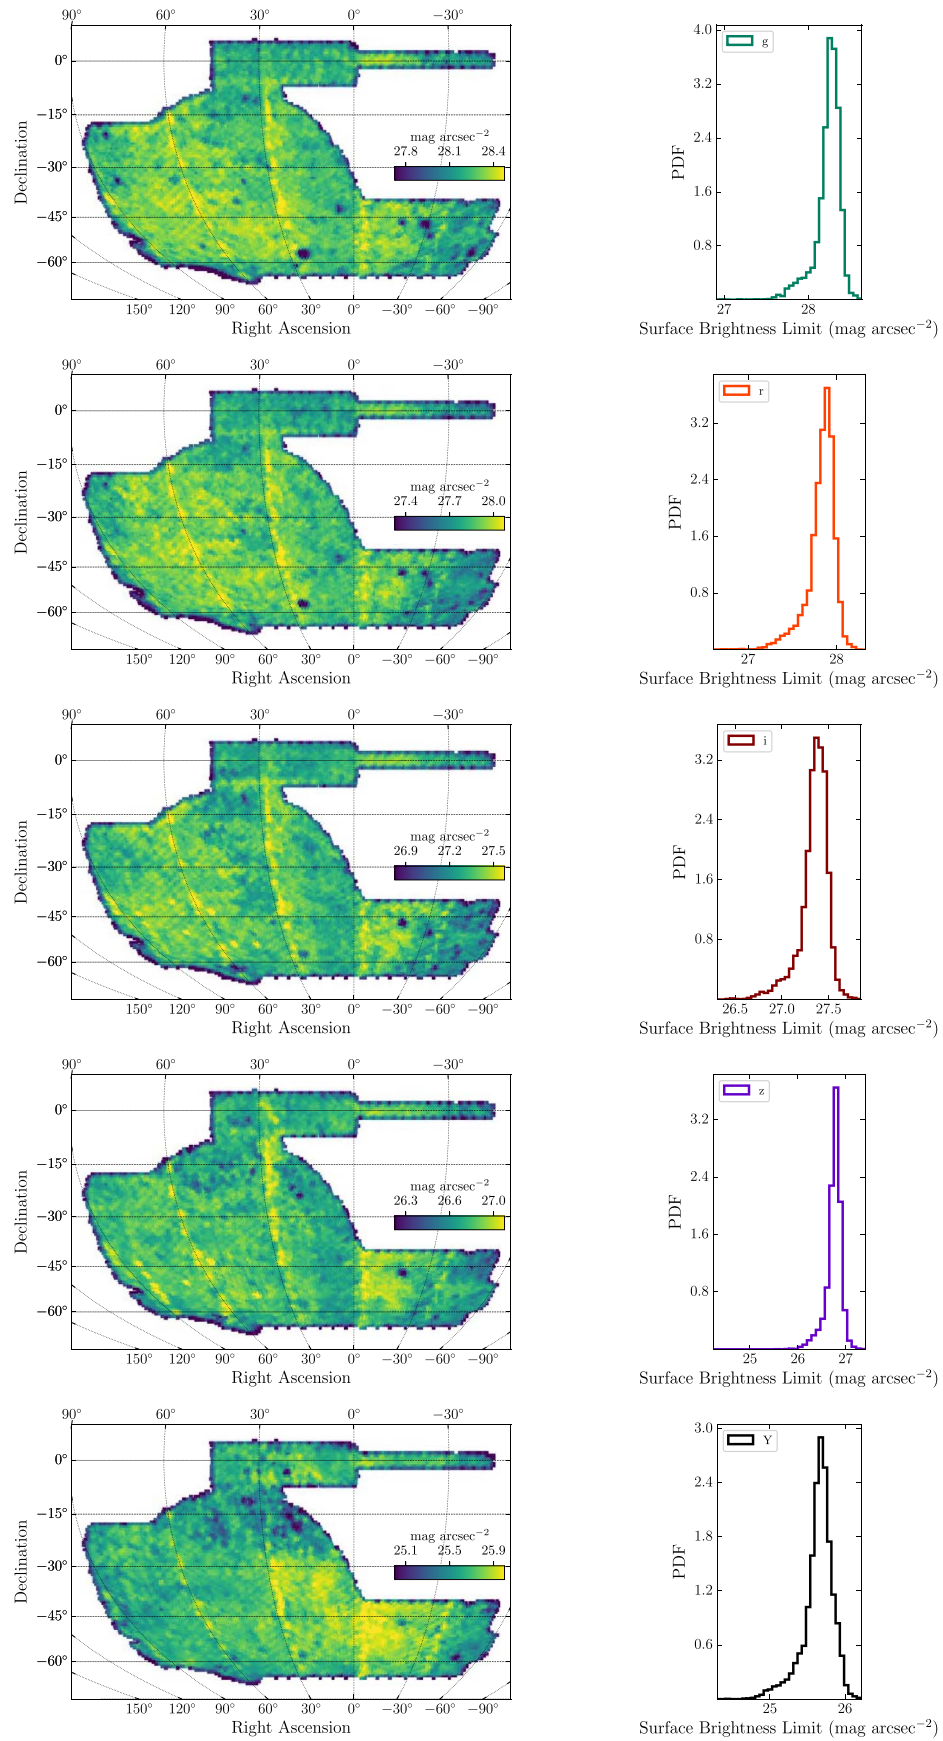 90° 60° 30° 0° −30°
0°
−15°
−30°
−45°
−60°
Declination
mag arcsec⁻²
27.8 28.1 28.4
150° 120° 90° 60° 30° 0° −30° −60° −90°
Right Ascension
4.0
3.2
2.4
1.6
0.8
PDF
g
27 28
Surface Brightness Limit (mag arcsec⁻²)
90° 60° 30° 0° −30°
0°
−15°
−30°
−45°
−60°
Declination
mag arcsec⁻²
27.4 27.7 28.0
150° 120° 90° 60° 30° 0° −30° −60° −90°
Right Ascension
3.2
2.4
1.6
0.8
PDF
r
27 28
Surface Brightness Limit (mag arcsec⁻²)
90° 60° 30° 0° −30°
0°
−15°
−30°
−45°
−60°
Declination
mag arcsec⁻²
26.9 27.2 27.5
150° 120° 90° 60° 30° 0° −30° −60° −90°
Right Ascension
3.2
2.4
1.6
0.8
PDF
i
26.5 27.0 27.5
Surface Brightness Limit (mag arcsec⁻²)
90° 60° 30° 0° −30°
0°
−15°
−30°
−45°
−60°
Declination
mag arcsec⁻²
26.3 26.6 27.0
150° 120° 90° 60° 30° 0° −30° −60° −90°
Right Ascension
3.2
2.4
1.6
0.8
PDF
z
25 26 27
Surface Brightness Limit (mag arcsec⁻²)
90° 60° 30° 0° −30°
0°
−15°
−30°
−45°
−60°
Declination
mag arcsec⁻²
25.1 25.5 25.9
150° 120° 90° 60° 30° 0° −30° −60° −90°
Right Ascension
3.0
2.4
1.8
1.2
0.6
PDF
Y
25 26
Surface Brightness Limit (mag arcsec⁻²)